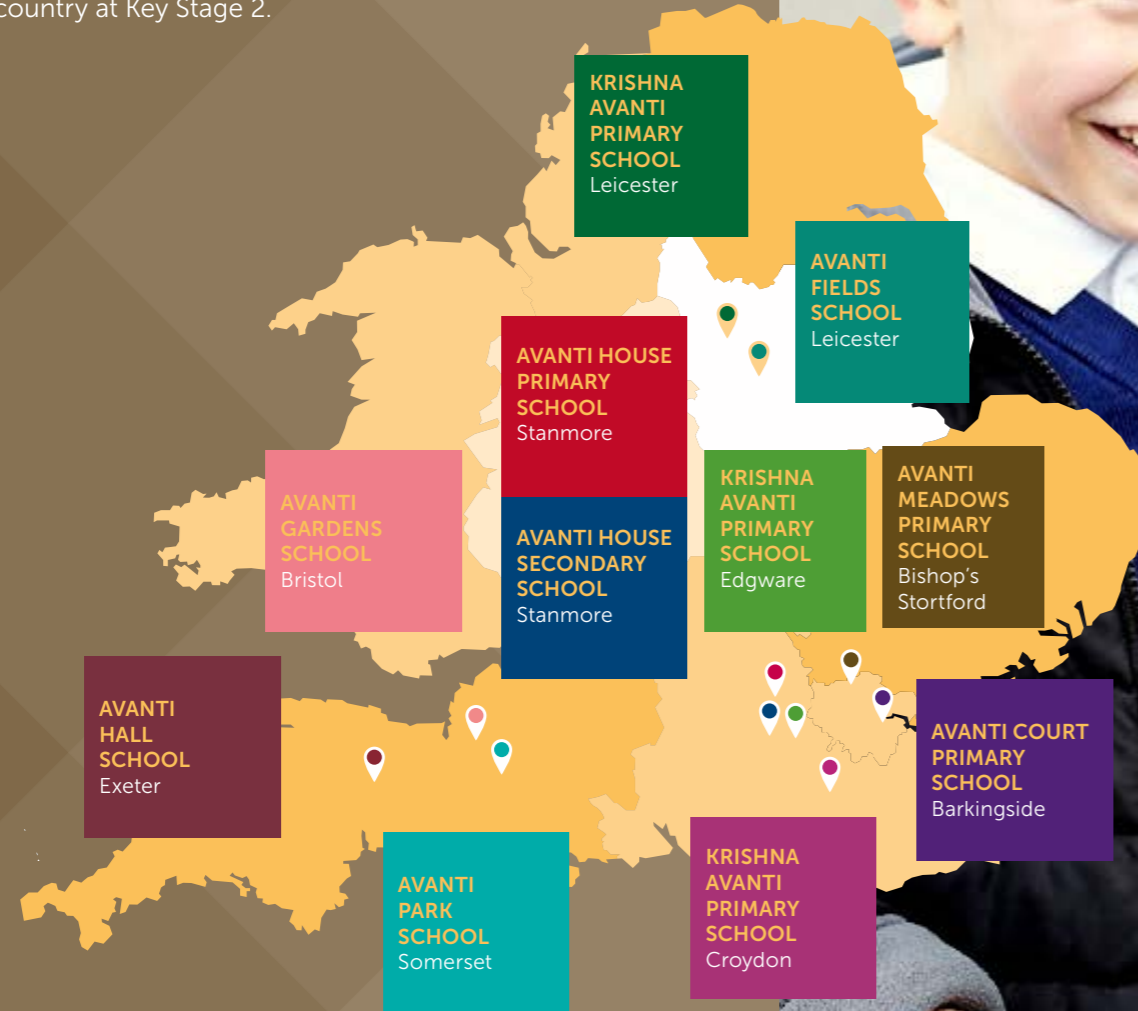 country at Key Stage 2.
KRISHNA
AVANTI
PRIMARY
SCHOOL
Leicester
AVANTI
FIELDS
SCHOOL
Leicester
AVANTI HOUSE
PRIMARY
SCHOOL
Stanmore
AVANTI
GARDENS
SCHOOL
Bristol
AVANTI HOUSE
SECONDARY
SCHOOL
Stanmore
KRISHNA
AVANTI
PRIMARY
SCHOOL
Edgware
AVANTI
MEADOWS
PRIMARY
SCHOOL
Bishop's
Stortford
AVANTI
HALL
SCHOOL
Exeter
AVANTI COURT
PRIMARY
SCHOOL
Barkingside
AVANTI
PARK
SCHOOL
Somerset
KRISHNA
AVANTI
PRIMARY
SCHOOL
Croydon